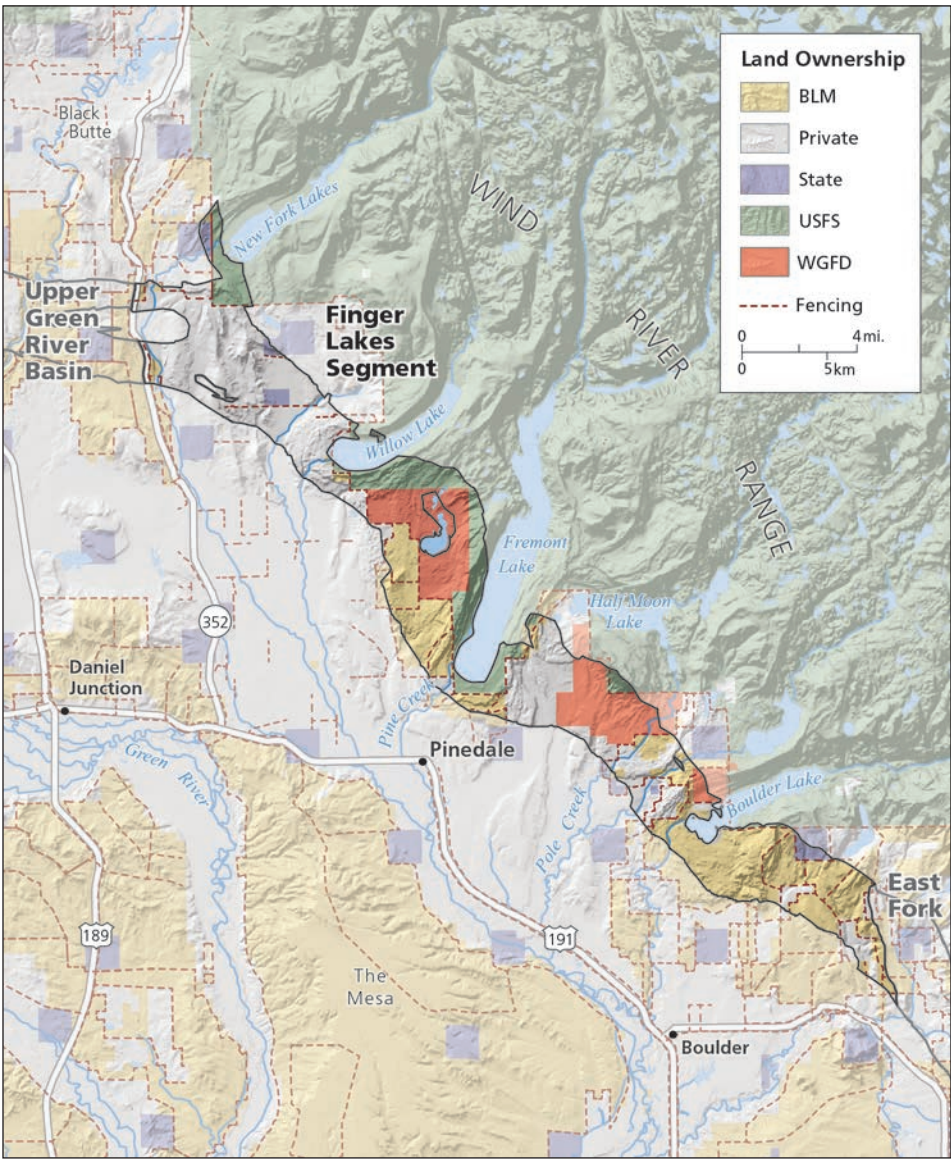 Land Ownership
BLM
Private
State
USFS
WGFD
Fencing
0 4 mi.
0 5 km
Black
Butte
New Fork Lakes
WIND
RIVER
RANGE
Upper
Green
River
Basin
Finger
Lakes
Segment
Willow Lake
Fremont
Lake
Half Moon
Lake
352
Daniel
Junction
Pine Creek
Pinedale
Green River
Pole Creek
Boulder Lake
East
Fork
189
191
The
Mesa
Boulder